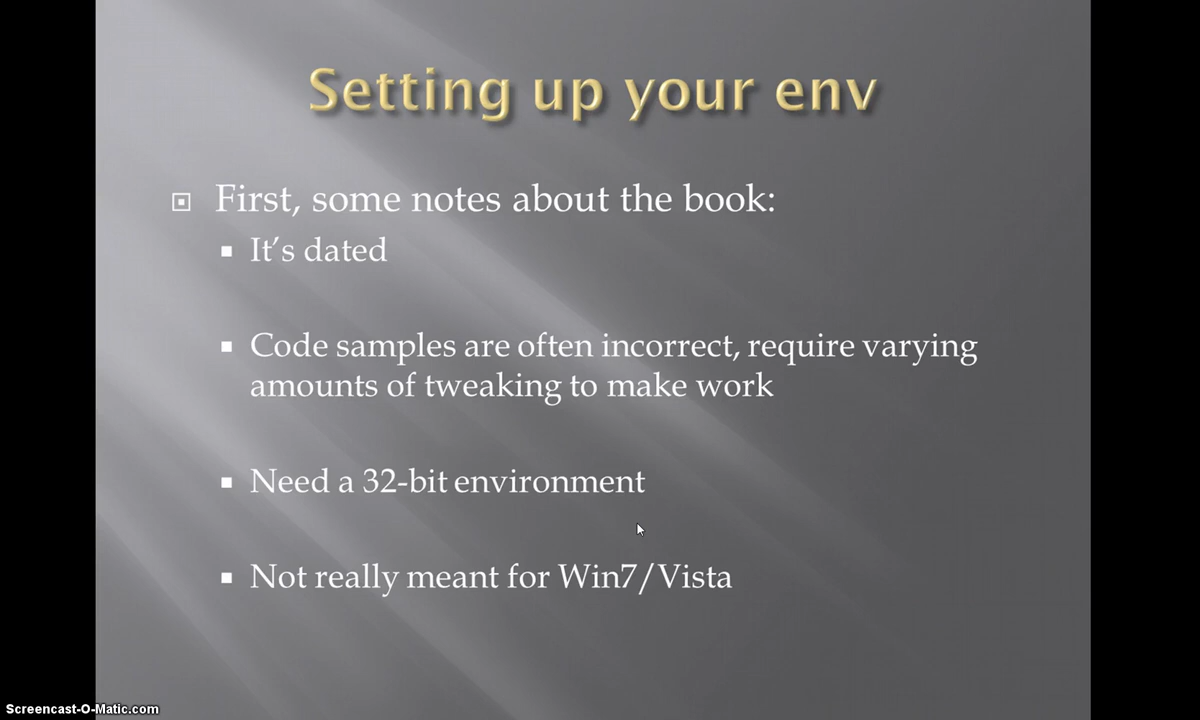 Setting up your env
First, some notes about the book:
It's dated
Code samples are often incorrect, require varying
amounts of tweaking to make work
Need a 32-bit environment
Not really meant for Win7/Vista
Screencast-O-Matic.com